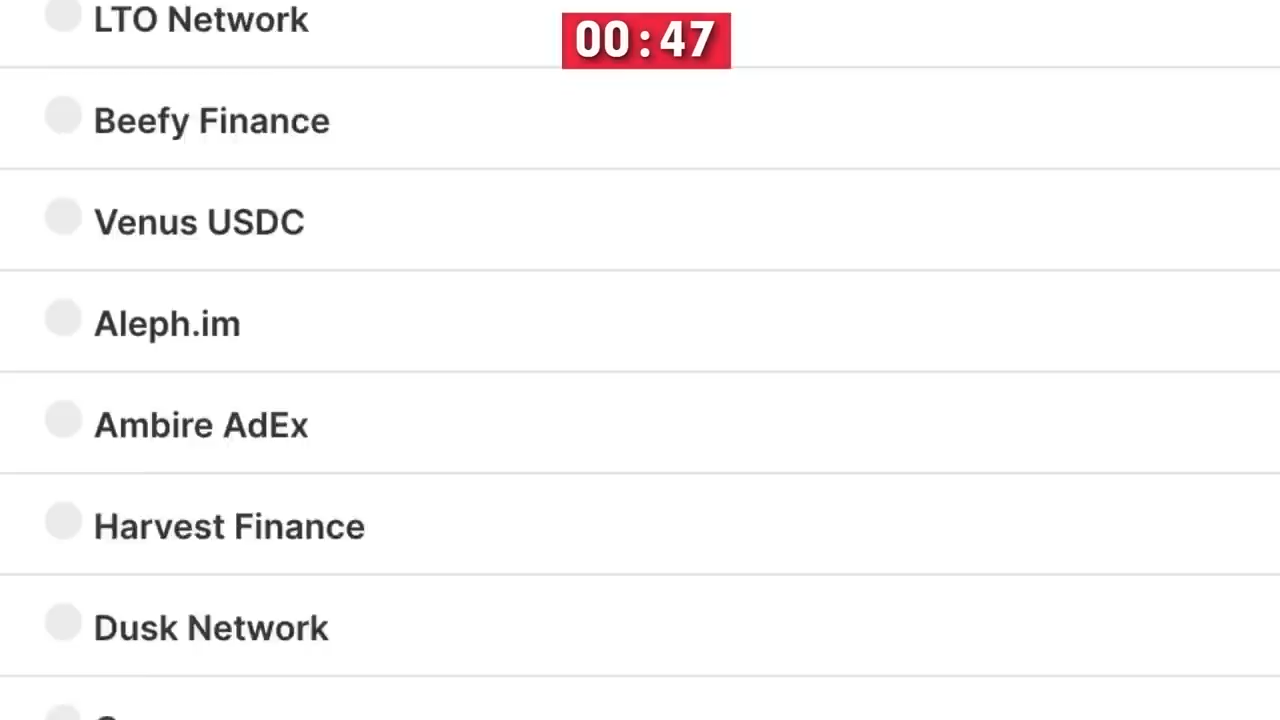 LTO Network
00:47
Beefy Finance
Venus USDC
Aleph.im
Ambire AdEx
Harvest Finance
Dusk Network